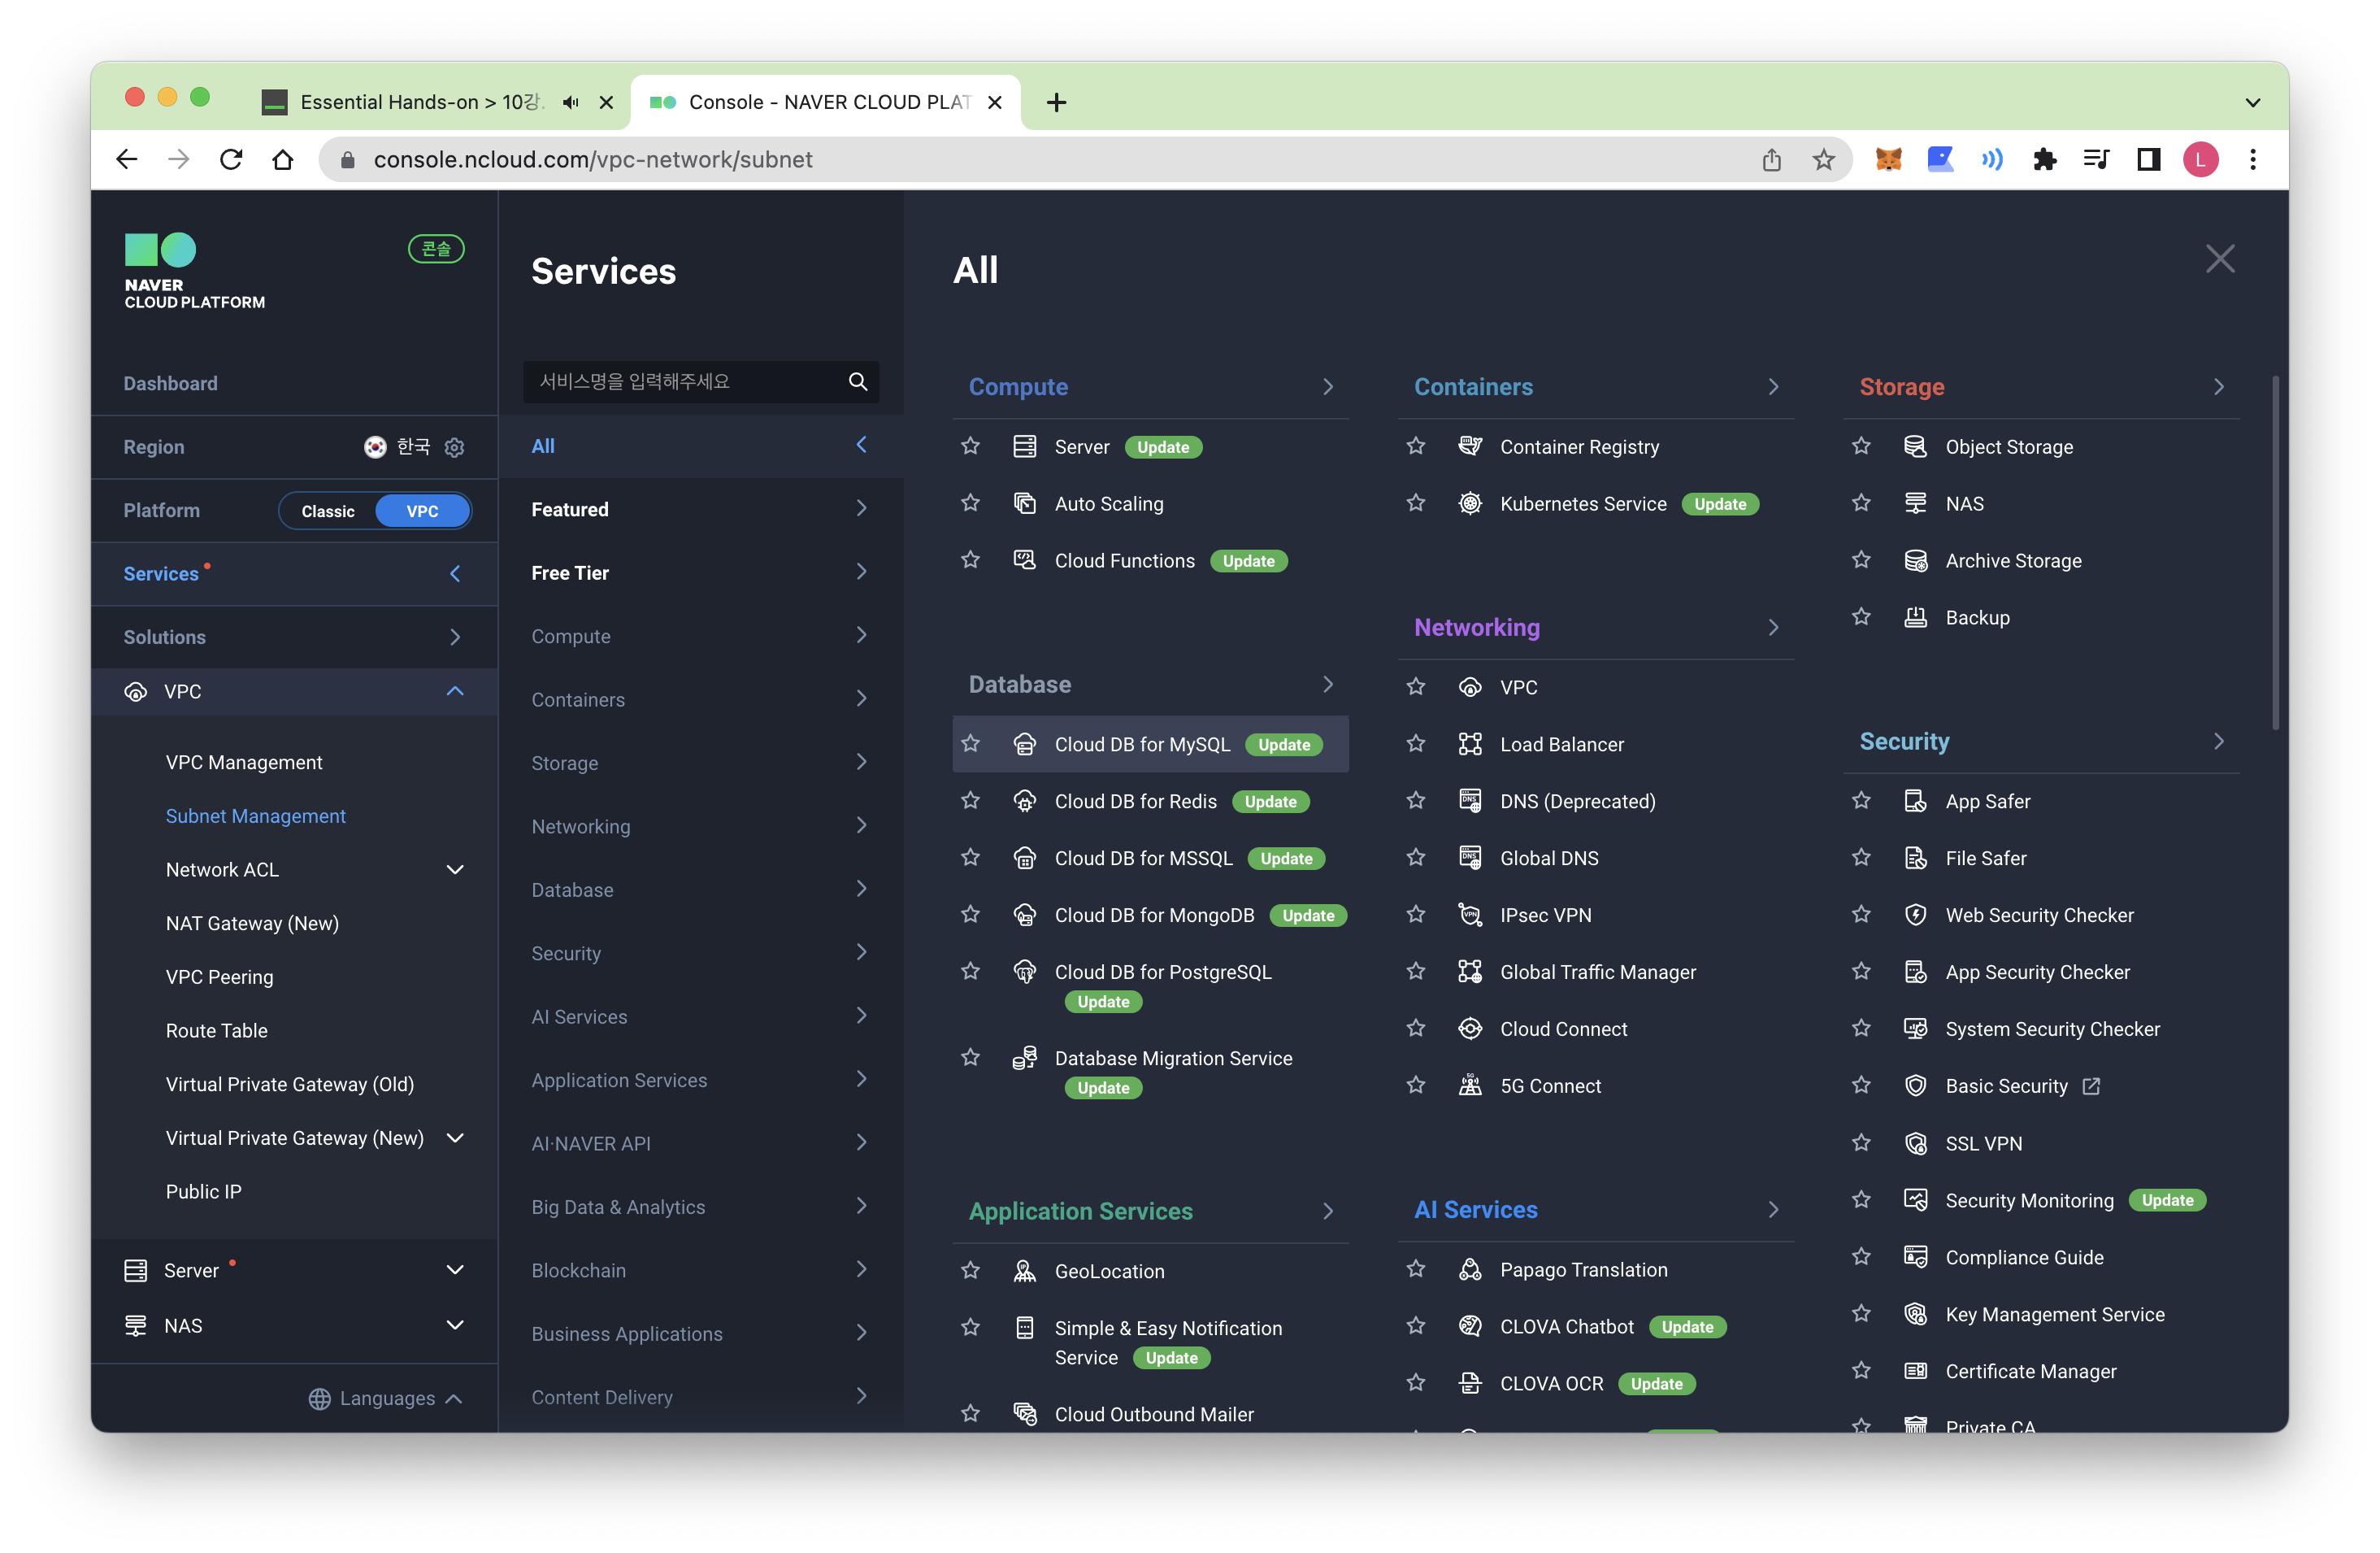 Essential Hands-on > 10강.
Console - NAVER CLOUD PLAT
console.ncloud.com/vpc-network/subnet
L
NAVER
CLOUD PLATFORM
콘솔
Dashboard
Region
한국
Platform
Classic
VPC
Services
Solutions
VPC
VPC Management
Subnet Management
Network ACL
NAT Gateway (New)
VPC Peering
Route Table
Virtual Private Gateway (Old)
Virtual Private Gateway (New)
Public IP
Server
NAS
Languages
Services
서비스명을 입력해주세요
All
Featured
Free Tier
Compute
Containers
Storage
Networking
Database
Security
AI Services
Application Services
AI·NAVER API
Big Data & Analytics
Blockchain
Business Applications
Content Delivery
All
Compute
Server Update
Auto Scaling
Cloud Functions Update
Database
Cloud DB for MySQL Update
Cloud DB for Redis Update
Cloud DB for MSSQL Update
Cloud DB for MongoDB Update
Cloud DB for PostgreSQL
Update
Database Migration Service
Update
Application Services
GeoLocation
Simple & Easy Notification
Service Update
Cloud Outbound Mailer
Containers
Container Registry
Kubernetes Service Update
Networking
VPC
Load Balancer
DNS (Deprecated)
Global DNS
IPsec VPN
Global Traffic Manager
Cloud Connect
5G Connect
AI Services
Papago Translation
CLOVA Chatbot Update
CLOVA OCR Update
Storage
Object Storage
NAS
Archive Storage
Backup
Security
App Safer
File Safer
Web Security Checker
App Security Checker
System Security Checker
Basic Security
SSL VPN
Security Monitoring Update
Compliance Guide
Key Management Service
Certificate Manager
Private CA